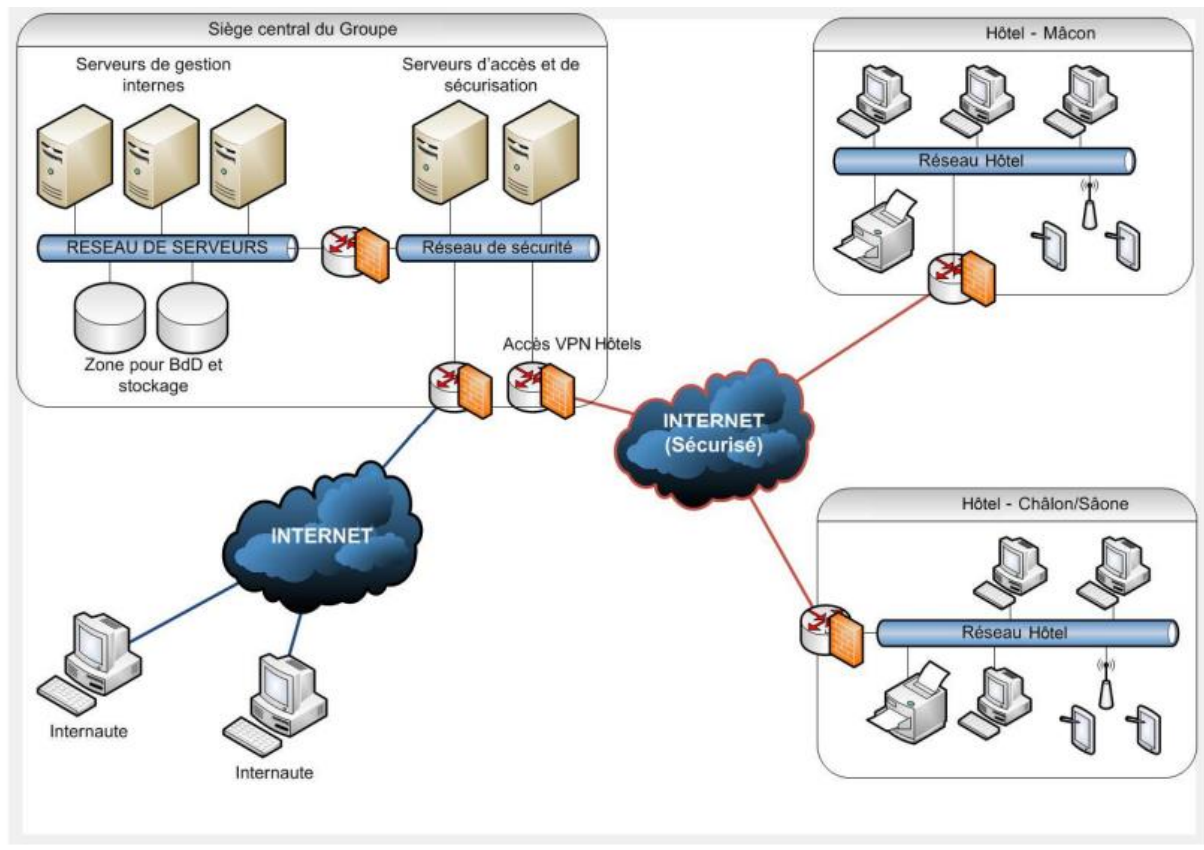 Siège central du Groupe
Serveurs de gestion
internes
Serveurs d'accès et de
sécurisation
RESEAU DE SERVEURS
Réseau de sécurité
Zone pour BdD et
stockage
Accès VPN Hôtels
INTERNET
Internaute
Internaute
INTERNET
(Sécurisé)
Hôtel - Mâcon
Réseau Hôtel
Hôtel - Châlon/Sâone
Réseau Hôtel